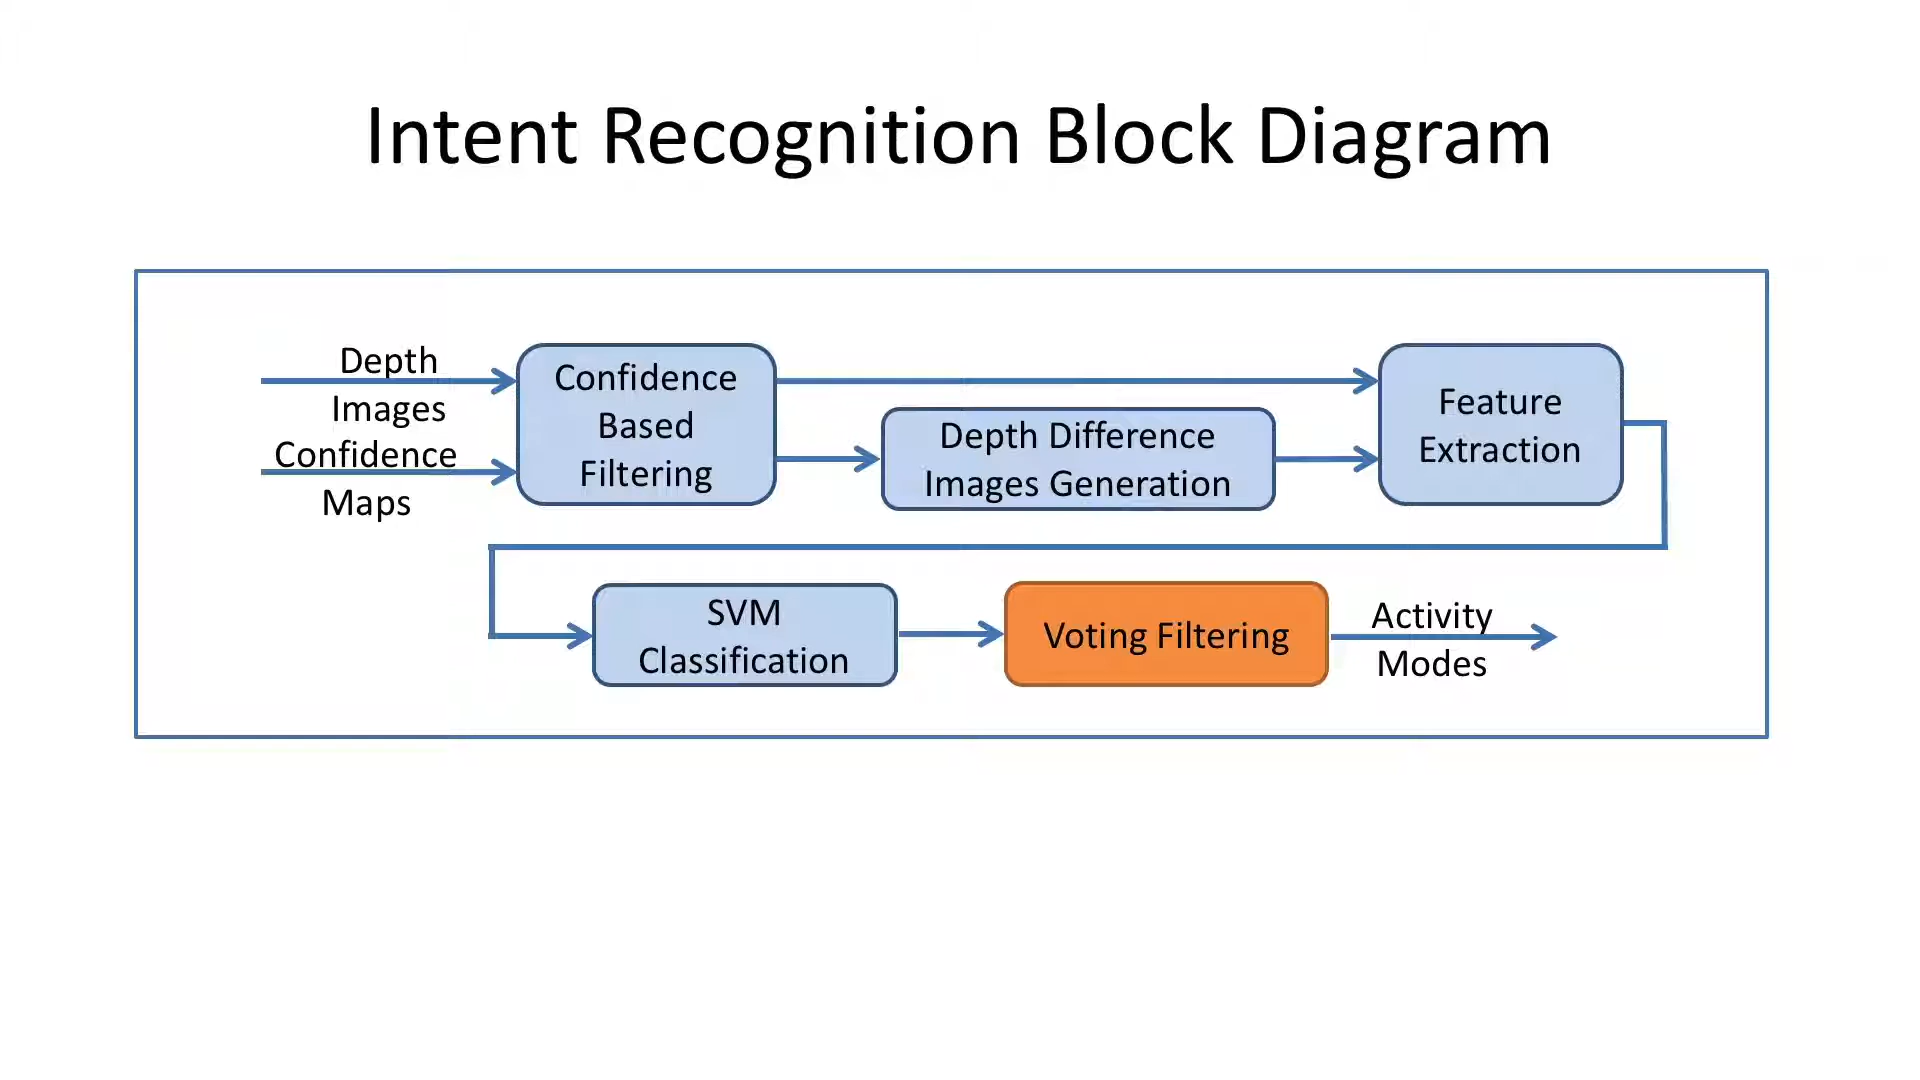 Intent Recognition Block Diagram
Depth
Images
Confidence
Maps
Confidence
Based
Filtering
Depth Difference
Images Generation
Feature
Extraction
SVM
Classification
Voting Filtering
Activity
Modes